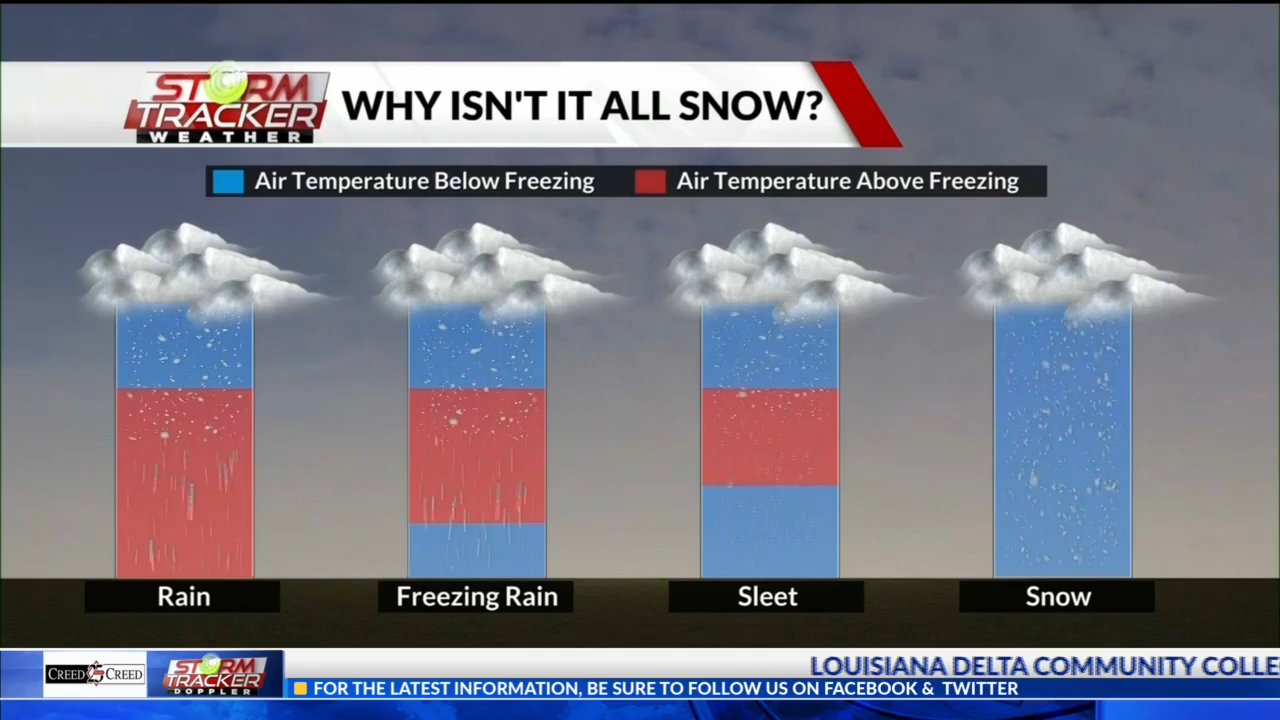 STORM
TRACKER
WEATHER
WHY ISN'T IT ALL SNOW?
Air Temperature Below Freezing
Air Temperature Above Freezing
Rain
Freezing Rain
Sleet
Snow
CREED CREED
STORM
TRACKER
DOPPLER
LOUISIANA DELTA COMMUNITY COLLE
FOR THE LATEST INFORMATION, BE SURE TO FOLLOW US ON FACEBOOK & TWITTER